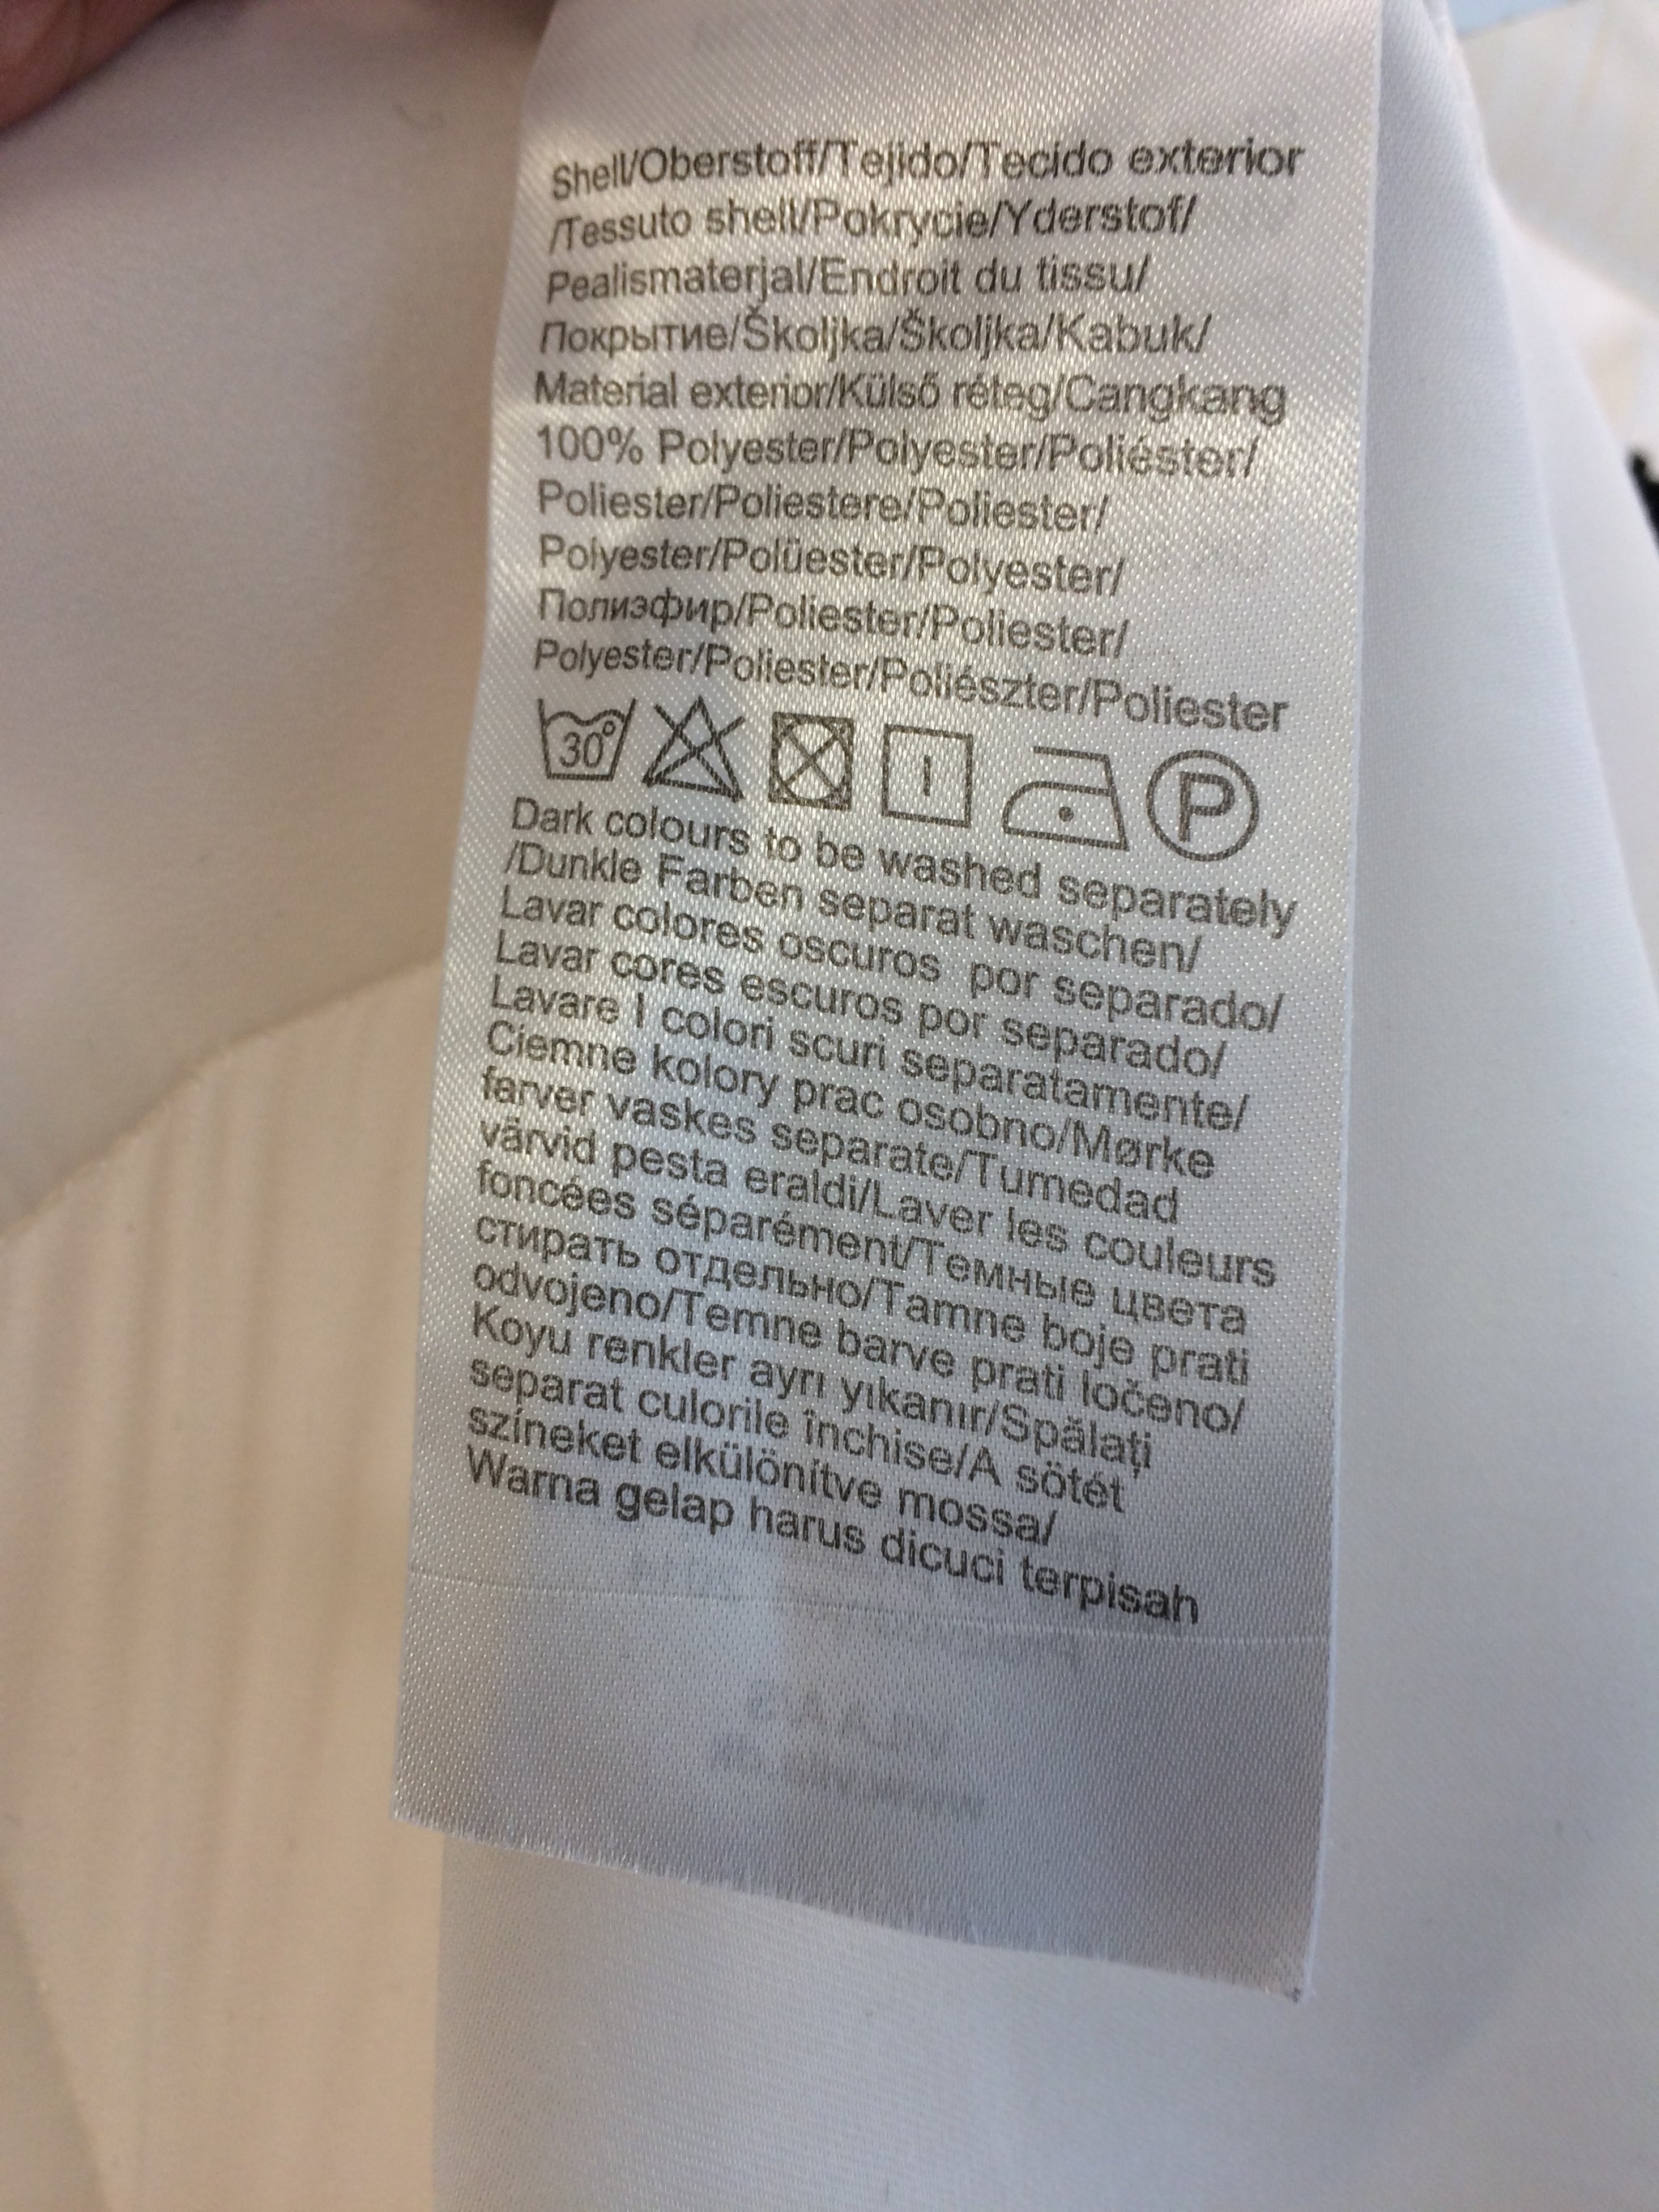 Shell/Oberstoff/Tejido/Tecido exterior
/Tessuto shell/Pokrycie/Yderstof/
Pealismaterjal/Endroit du tissu/
Покрытие/Školjka/Školjka/Kabuk/
Material exterior/Külső réteg/Cangkang
100% Polyester/Polyester/Poliéster/
Poliester/Poliestere/Poliester/
Polyester/Polüester/Polyester/
Полиэфир/Poliester/Poliester/
Polyester/Poliester/Poliészter/Poliester
30° P
Dark colours to be washed separately
/Dunkle Farben separat waschen/
Lavar colores oscuros por separado/
Lavar cores escuros por separado/
Lavare I colori scuri separatamente/
Ciemne kolory prac osobno/Mørke
farver vaskes separate/Tumedad
värvid pesta eraldi/Laver les couleurs
foncées séparément/Темные цвета
стирать отдельно/Tamne boje prati
odvojeno/Temne barve prati ločeno/
Koyu renkler ayrı yıkanır/Spălaţi
separat culorile închise/A sötét
színeket elkülönítve mossa/
Warna gelap harus dicuci terpisah